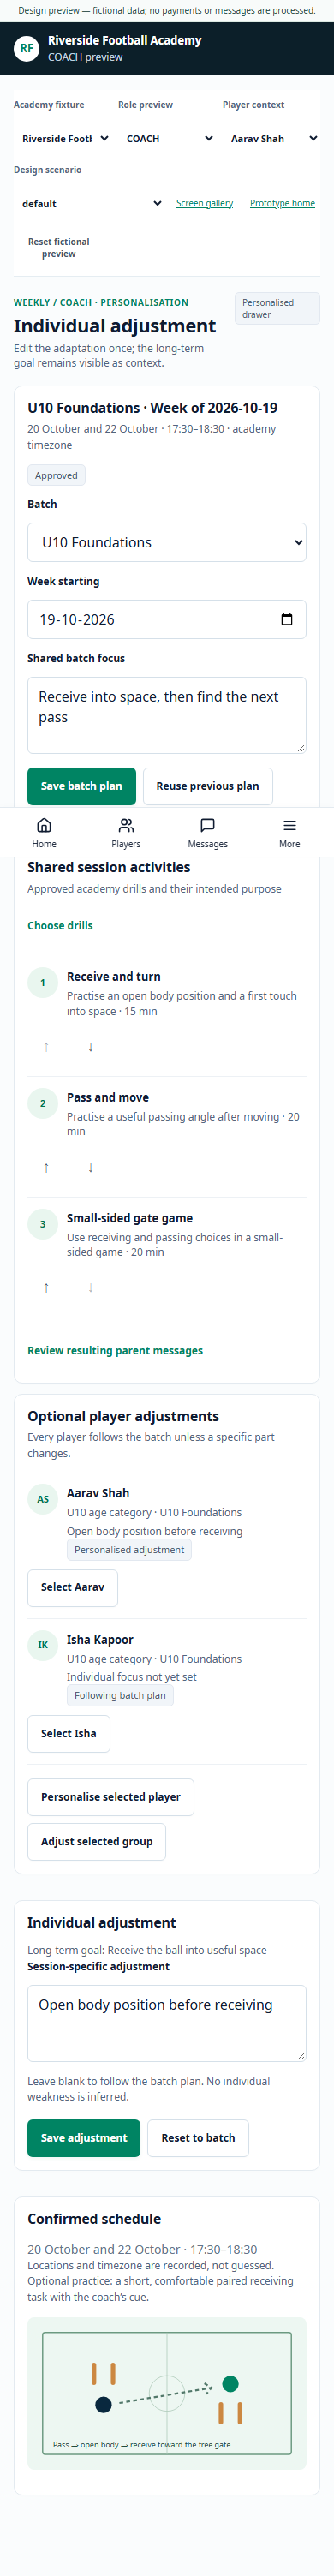 Design preview — fictional data; no payments or messages are processed.
RF
Riverside Football Academy
COACH preview
Academy fixture
Role preview
Player context
Riverside Footb
COACH
Aarav Shah
Design scenario
default
Screen gallery
Prototype home
Reset fictional
preview
WEEKLY / COACH · PERSONALISATION
Personalised
drawer
Individual adjustment
Edit the adaptation once; the long-term
goal remains visible as context.
U10 Foundations · Week of 2026-10-19
20 October and 22 October · 17:30–18:30 · academy
timezone
Approved
Batch
U10 Foundations
Week starting
19-10-2026
Shared batch focus
Receive into space, then find the next
pass
Save batch plan
Reuse previous plan
Home
Players
Messages
More
Shared session activities
Approved academy drills and their intended purpose
Choose drills
1
Receive and turn
Practise an open body position and a first touch
into space · 15 min
↑ ↓
2
Pass and move
Practise a useful passing angle after moving · 20
min
↑ ↓
3
Small-sided gate game
Use receiving and passing choices in a small-
sided game · 20 min
↑ ↓
Review resulting parent messages
Optional player adjustments
Every player follows the batch unless a specific part
changes.
AS
Aarav Shah
U10 age category · U10 Foundations
Open body position before receiving
Personalised adjustment
Select Aarav
IK
Isha Kapoor
U10 age category · U10 Foundations
Individual focus not yet set
Following batch plan
Select Isha
Personalise selected player
Adjust selected group
Individual adjustment
Long-term goal: Receive the ball into useful space
Session-specific adjustment
Open body position before receiving
Leave blank to follow the batch plan. No individual
weakness is inferred.
Save adjustment
Reset to batch
Confirmed schedule
20 October and 22 October · 17:30–18:30
Locations and timezone are recorded, not guessed.
Optional practice: a short, comfortable paired receiving
task with the coach's cue.
Pass → open body → receive toward the free gate